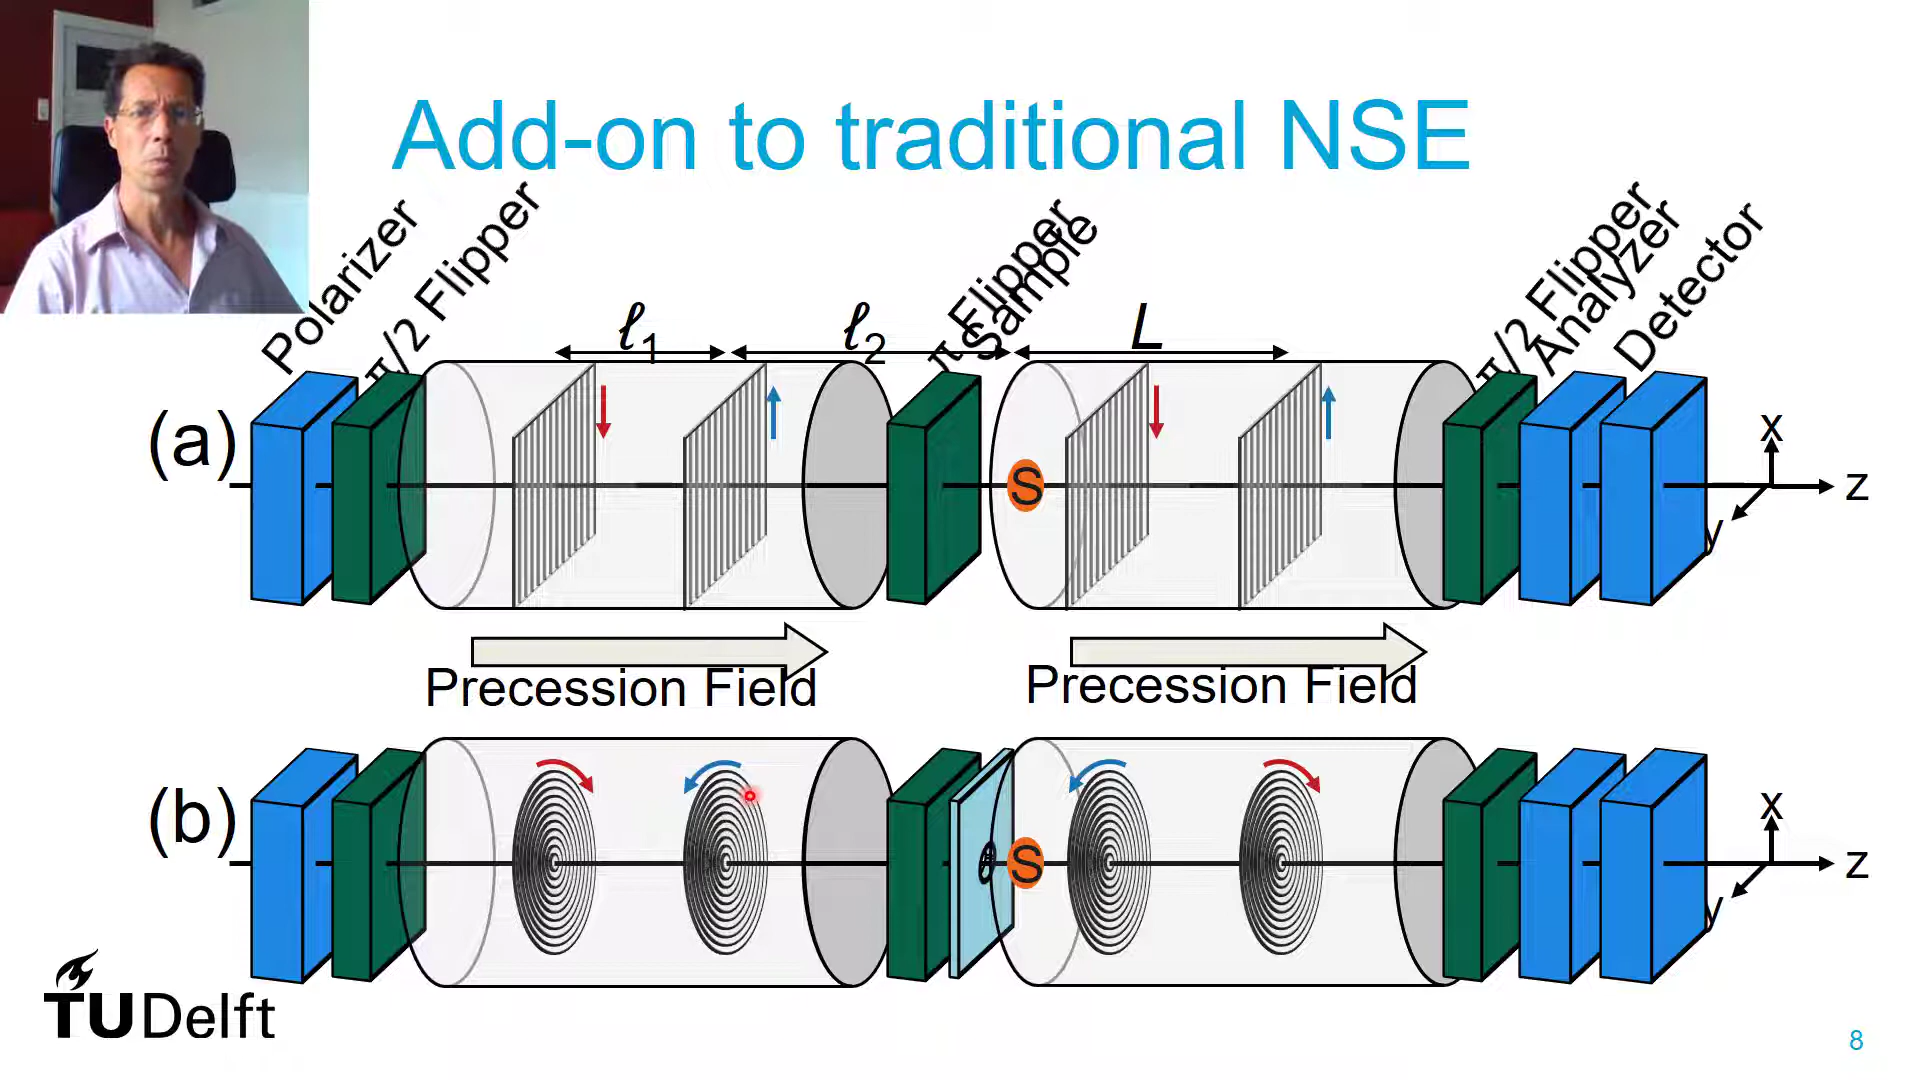 Add-on to traditional NSE
Polarizer
π/2 Flipper
π Flipper
Sample
π/2 Flipper
Analyzer
Detector
ℓ1
ℓ2
L
(a)
S
x
z
y
Precession Field
Precession Field
(b)
θ
S
x
z
y
TUDelft
8